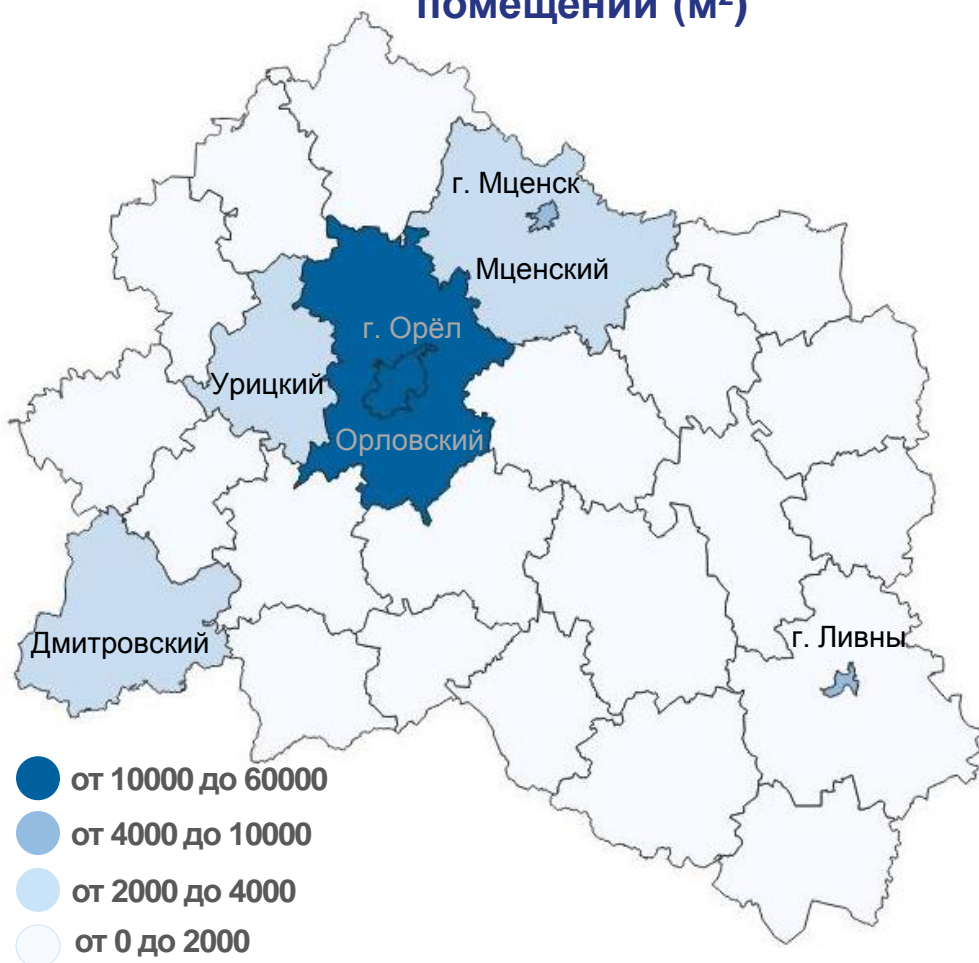 помещений (м²)
г. Мценск
Мценский
г. Орёл
Урицкий
Орловский
Дмитровский
г. Ливны
от 10000 до 60000
от 4000 до 10000
от 2000 до 4000
от 0 до 2000